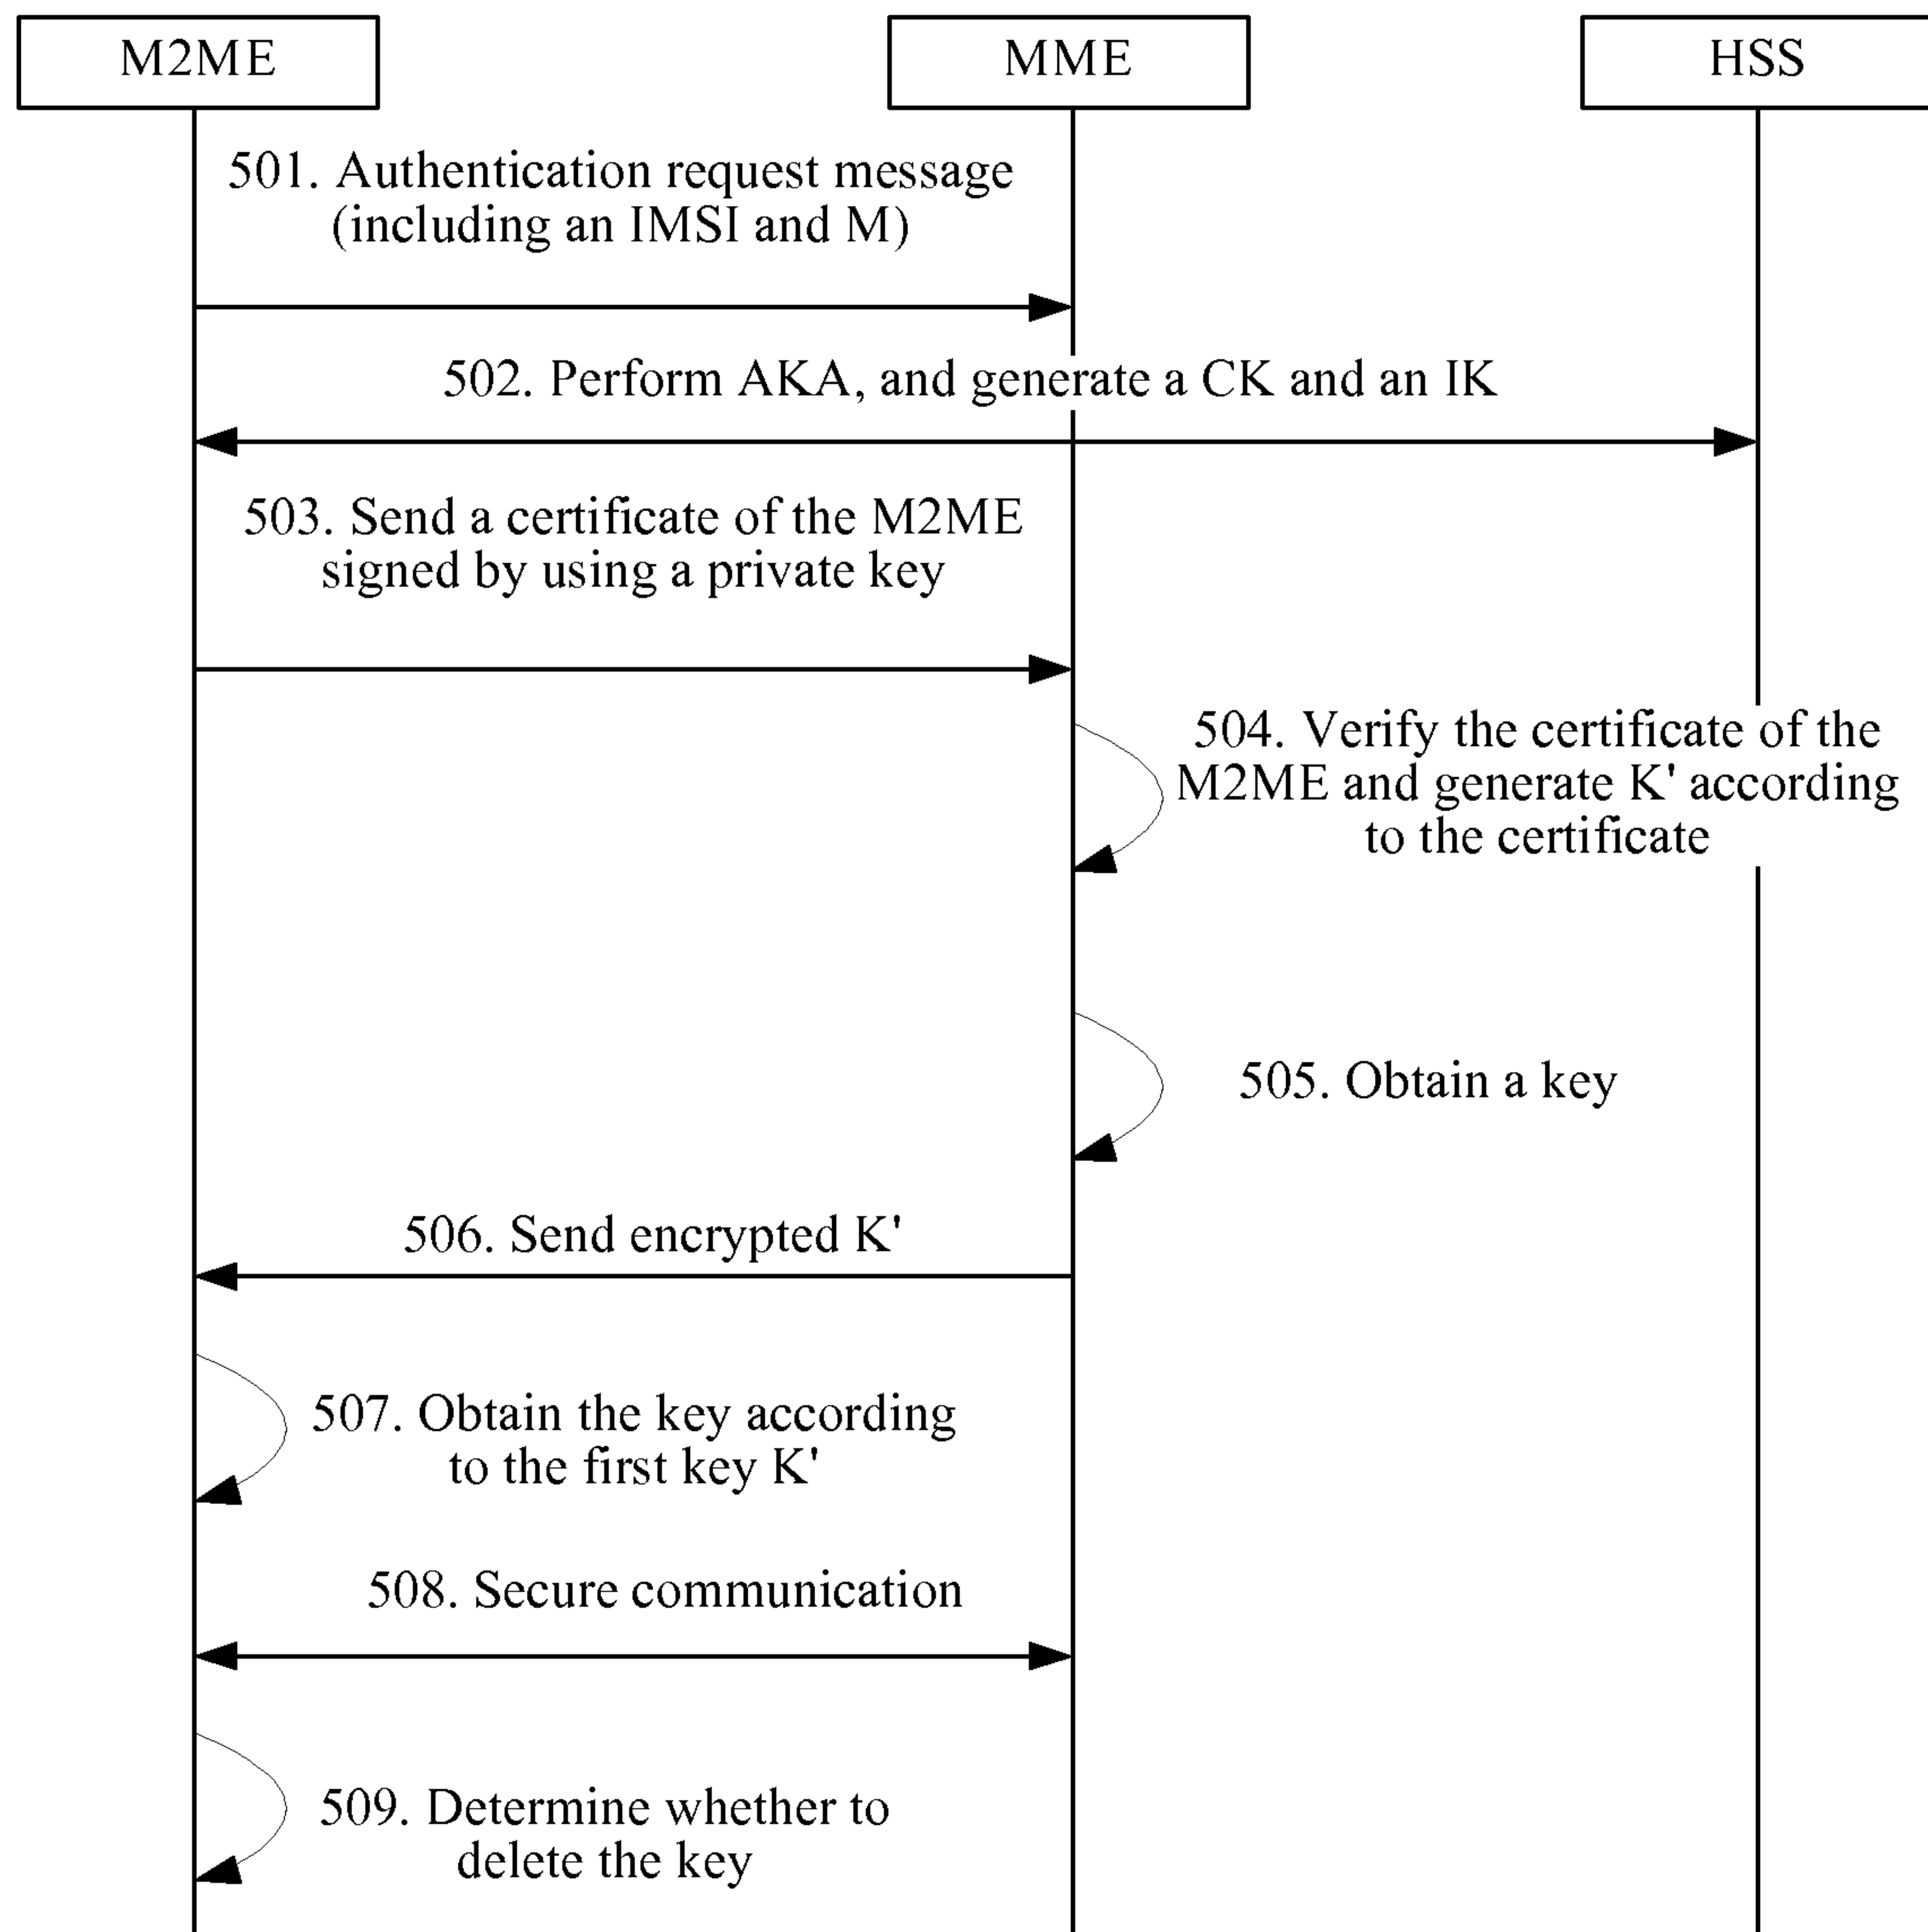 M2ME
MME
HSS
501. Authentication request message
(including an IMSI and M)
502. Perform AKA, and generate a CK and an IK
503. Send a certificate of the M2ME
signed by using a private key
504. Verify the certificate of the
M2ME and generate K' according
to the certificate
505. Obtain a key
506. Send encrypted K'
507. Obtain the key according
to the first key K'
508. Secure communication
509. Determine whether to
delete the key